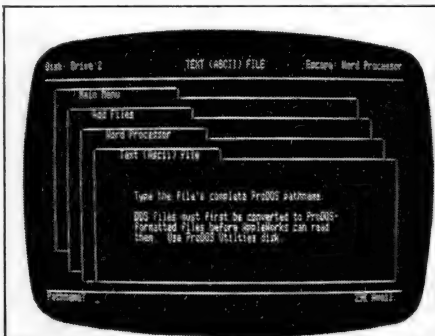 Disk: Drive 2 TEXT (ASCII) FILE Escape: Word Processor
Main Menu
Add Files
Word Processor
Text (Ascii) File
Type the file's complete ProDOS pathname.
DOS files must first be converted to ProDOS-
formatted files before AppleWorks can read
them. Use ProDOS Utilities disk.
Pathname? Avail.